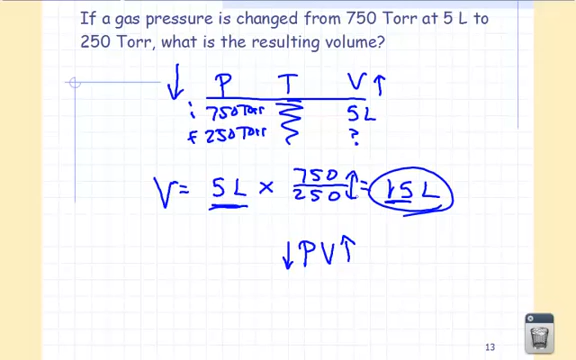 If a gas pressure is changed from 750 Torr at 5 L to
250 Torr, what is the resulting volume?
↓ P T V ↑
i 750 Torr 5 L
f 250 Torr ?
V = 5 L × 750/250 ↑↓ = 15 L
↓ P V ↑
13